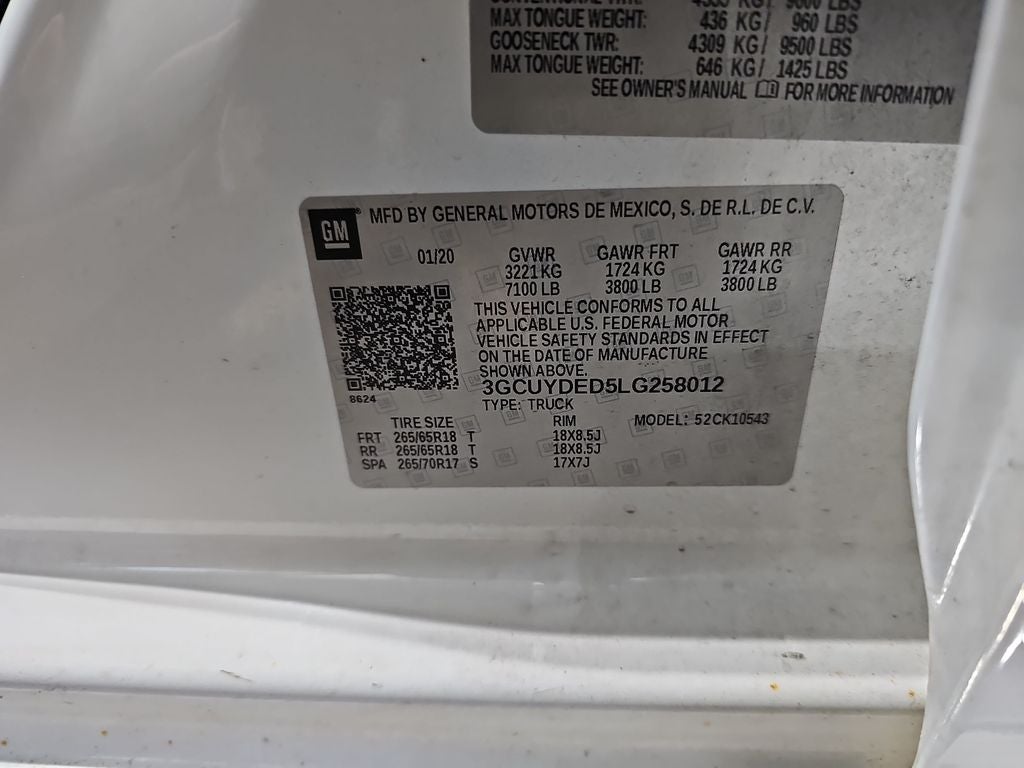 MAX TONGUE WEIGHT: 436 KG/ 960 LBS
GOOSENECK TWR: 4309 KG/ 9500 LBS
MAX TONGUE WEIGHT: 646 KG/ 1425 LBS
SEE OWNER'S MANUAL FOR MORE INFORMATION
GM ® MFD BY GENERAL MOTORS DE MEXICO, S. DE R.L. DE C.V.
01/20 GVWR GAWR FRT GAWR RR
3221 KG 1724 KG 1724 KG
7100 LB 3800 LB 3800 LB
THIS VEHICLE CONFORMS TO ALL
APPLICABLE U.S. FEDERAL MOTOR
VEHICLE SAFETY STANDARDS IN EFFECT
ON THE DATE OF MANUFACTURE
SHOWN ABOVE.
3GCUYDED5LG258012
8624
TYPE: TRUCK
TIRE SIZE RIM MODEL: 52CK10543
FRT 265/65R18 T 18X8.5J
RR 265/65R18 T 18X8.5J
SPA 265/70R17 S 17X7J